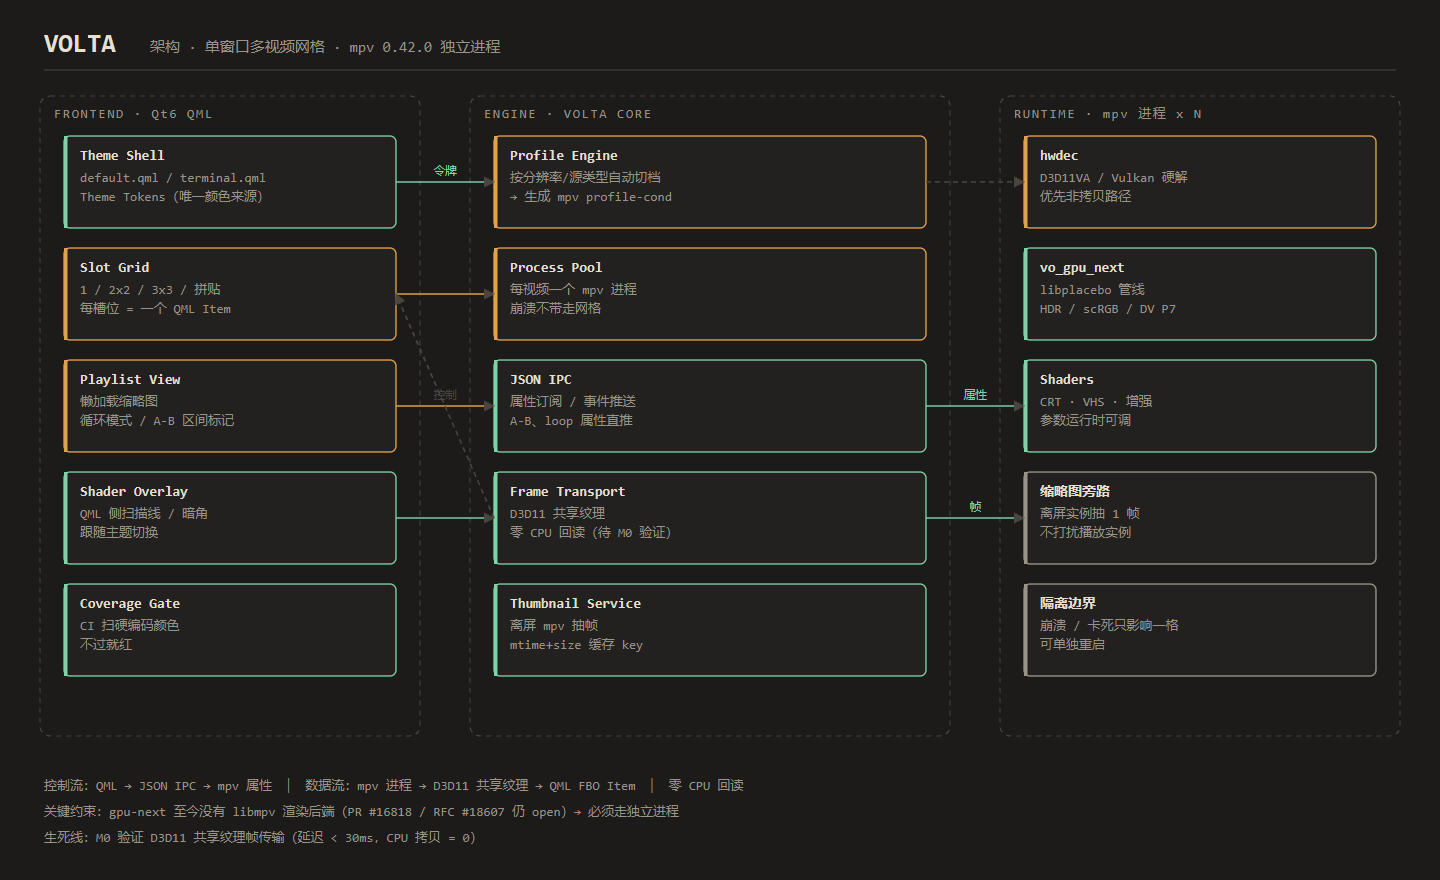 VOLTA 架构 · 单窗口多视频网格 · mpv 0.42.0 独立进程
FRONTEND · Qt6 QML
Theme Shell
default.qml / terminal.qml
Theme Tokens（唯一颜色来源）
Slot Grid
1 / 2x2 / 3x3 / 拼贴
每槽位 = 一个 QML Item
Playlist View
懒加载缩略图
循环模式 / A-B 区间标记
Shader Overlay
QML 侧扫描线 / 暗角
跟随主题切换
Coverage Gate
CI 扫硬编码颜色
不过就红
令牌
控制
ENGINE · VOLTA CORE
Profile Engine
按分辨率/源类型自动切档
→ 生成 mpv profile-cond
Process Pool
每视频一个 mpv 进程
崩溃不带走网格
JSON IPC
属性订阅 / 事件推送
A-B、loop 属性直推
Frame Transport
D3D11 共享纹理
零 CPU 回读（待 M0 验证）
Thumbnail Service
离屏 mpv 抽帧
mtime+size 缓存 key
属性
帧
RUNTIME · mpv 进程 x N
hwdec
D3D11VA / Vulkan 硬解
优先非拷贝路径
vo_gpu_next
libplacebo 管线
HDR / scRGB / DV P7
Shaders
CRT · VHS · 增强
参数运行时可调
缩略图旁路
离屏实例抽 1 帧
不打扰播放实例
隔离边界
崩溃 / 卡死只影响一格
可单独重启
控制流: QML → JSON IPC → mpv 属性 │ 数据流: mpv 进程 → D3D11 共享纹理 → QML FBO Item │ 零 CPU 回读
关键约束: gpu-next 至今没有 libmpv 渲染后端（PR #16818 / RFC #18607 仍 open）→ 必须走独立进程
生死线: M0 验证 D3D11 共享纹理帧传输（延迟 < 30ms, CPU 拷贝 = 0）